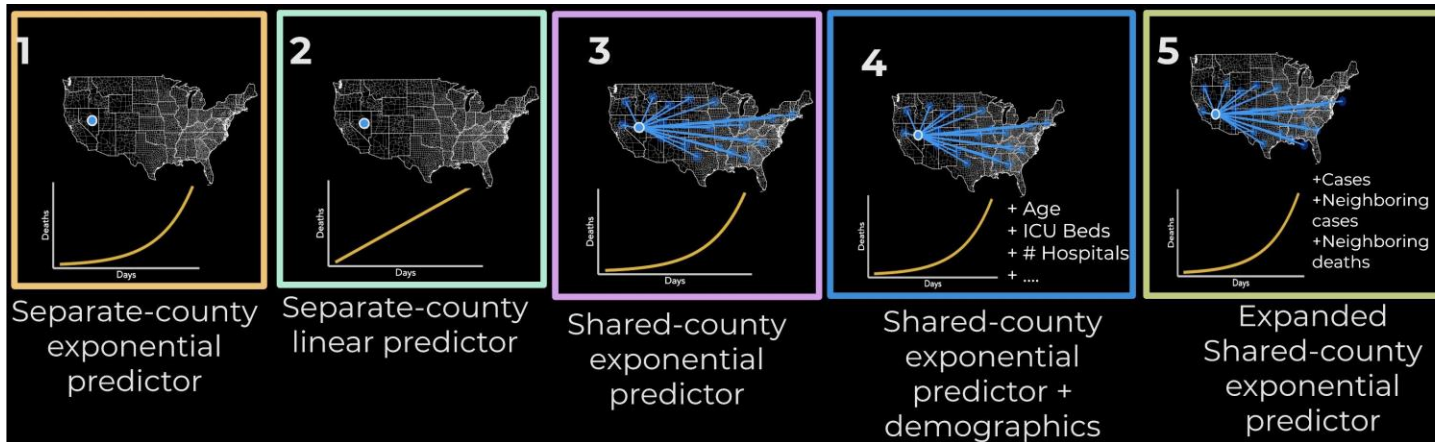 1
Deaths
Days
Separate-county
exponential
predictor
2
Deaths
Days
Separate-county
linear predictor
3
Deaths
Days
Shared-county
exponential
predictor
4
Deaths
Days
+ Age
+ ICU Beds
+ # Hospitals
+ ....
Shared-county
exponential
predictor +
demographics
5
Deaths
Days
+Cases
+Neighboring
cases
+Neighboring
deaths
Expanded
Shared-county
exponential
predictor